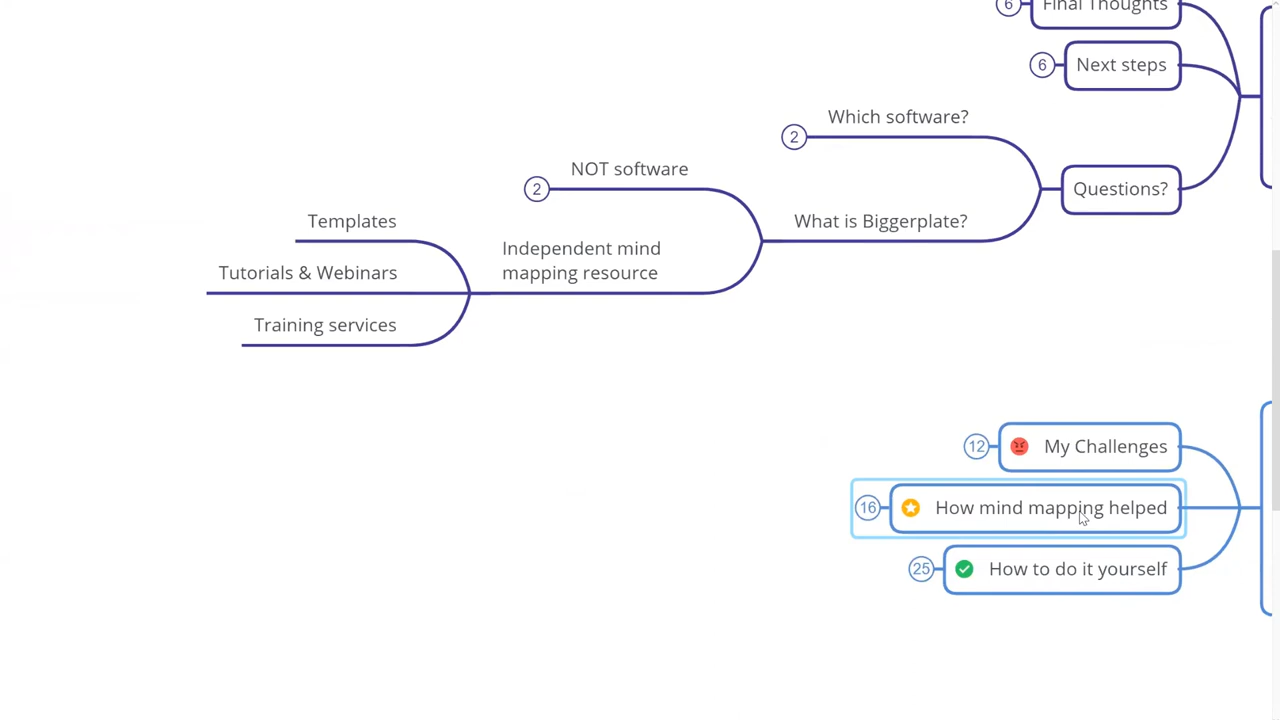 6
Final Thoughts
6
Next steps
Which software?
2
NOT software
2
Questions?
Templates
What is Biggerplate?
Independent mind
mapping resource
Tutorials & Webinars
Training services
12
My Challenges
16
How mind mapping helped
25
How to do it yourself